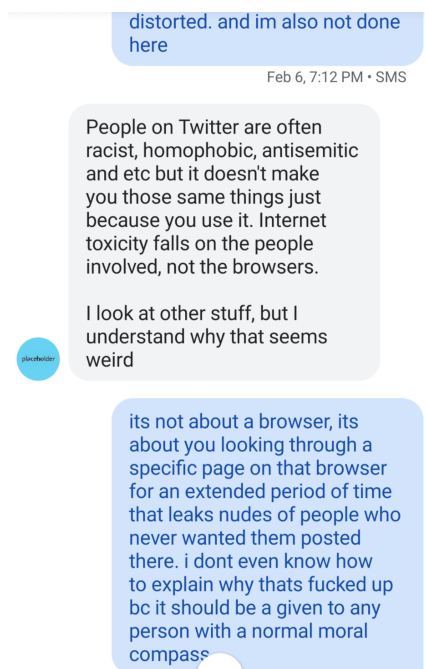 distorted. and im also not done
here
Feb 6, 7:12 PM • SMS
People on Twitter are often
racist, homophobic, antisemitic
and etc but it doesn't make
you those same things just
because you use it. Internet
toxicity falls on the people
involved, not the browsers.
I look at other stuff, but I
understand why that seems
weird
placeholder
its not about a browser, its
about you looking through a
specific page on that browser
for an extended period of time
that leaks nudes of people who
never wanted them posted
there. i dont even know how
to explain why thats fucked up
bc it should be a given to any
person with a normal moral
compass